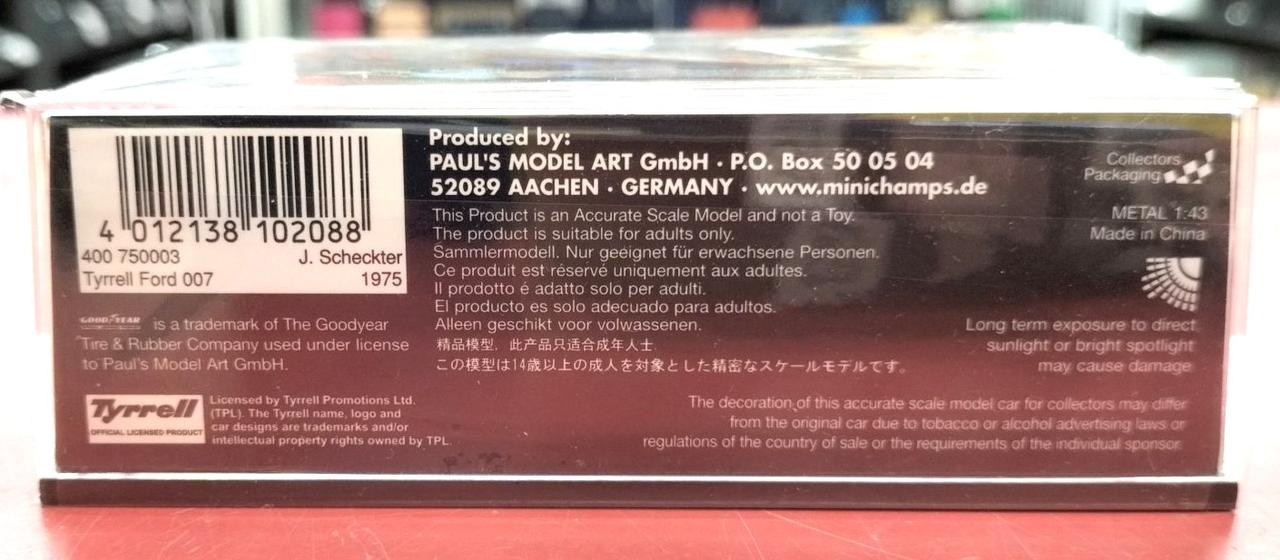 4 012138 102088
400 750003 J. Scheckter
Tyrrell Ford 007 1975
GOODYEAR is a trademark of The Goodyear
Tire & Rubber Company used under license
to Paul's Model Art GmbH.
Tyrrell
OFFICIAL LICENSED PRODUCT
Licensed by Tyrrell Promotions Ltd.
(TPL). The Tyrrell name, logo and
car designs are trademarks and/or
intellectual property rights owned by TPL.
Produced by:
PAUL'S MODEL ART GmbH · P.O. Box 50 05 04
52089 AACHEN · GERMANY · www.minichamps.de
This Product is an Accurate Scale Model and not a Toy.
The product is suitable for adults only.
Sammlermodell. Nur geeignet für erwachsene Personen.
Ce produit est réservé uniquement aux adultes.
Il prodotto é adatto solo per adulti.
El producto es solo adecuado para adultos.
Alleen geschikt voor volwassenen.
精品模型. 此产品只适合成年人士.
この模型は14歳以上の成人を対象とした精密なスケールモデルです。
Collectors
Packaging
METAL 1:43
Made in China
Long term exposure to direct
sunlight or bright spotlight
may cause damage
The decoration of this accurate scale model car for collectors may differ
from the original car due to tobacco or alcohol advertising laws or
regulations of the country of sale or the requirements of the individual sponsor.